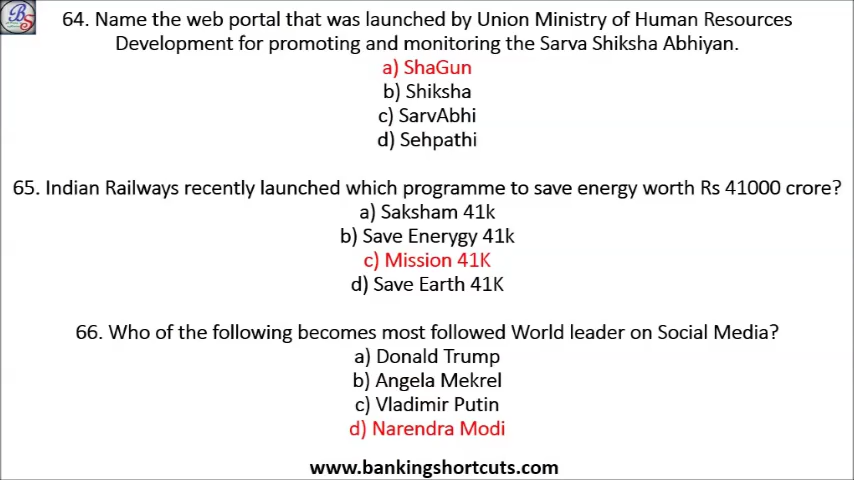 BS
64. Name the web portal that was launched by Union Ministry of Human Resources
Development for promoting and monitoring the Sarva Shiksha Abhiyan.
a) ShaGun
b) Shiksha
c) SarvAbhi
d) Sehpathi
65. Indian Railways recently launched which programme to save energy worth Rs 41000 crore?
a) Saksham 41k
b) Save Enerygy 41k
c) Mission 41K
d) Save Earth 41K
66. Who of the following becomes most followed World leader on Social Media?
a) Donald Trump
b) Angela Mekrel
c) Vladimir Putin
d) Narendra Modi
www.bankingshortcuts.com